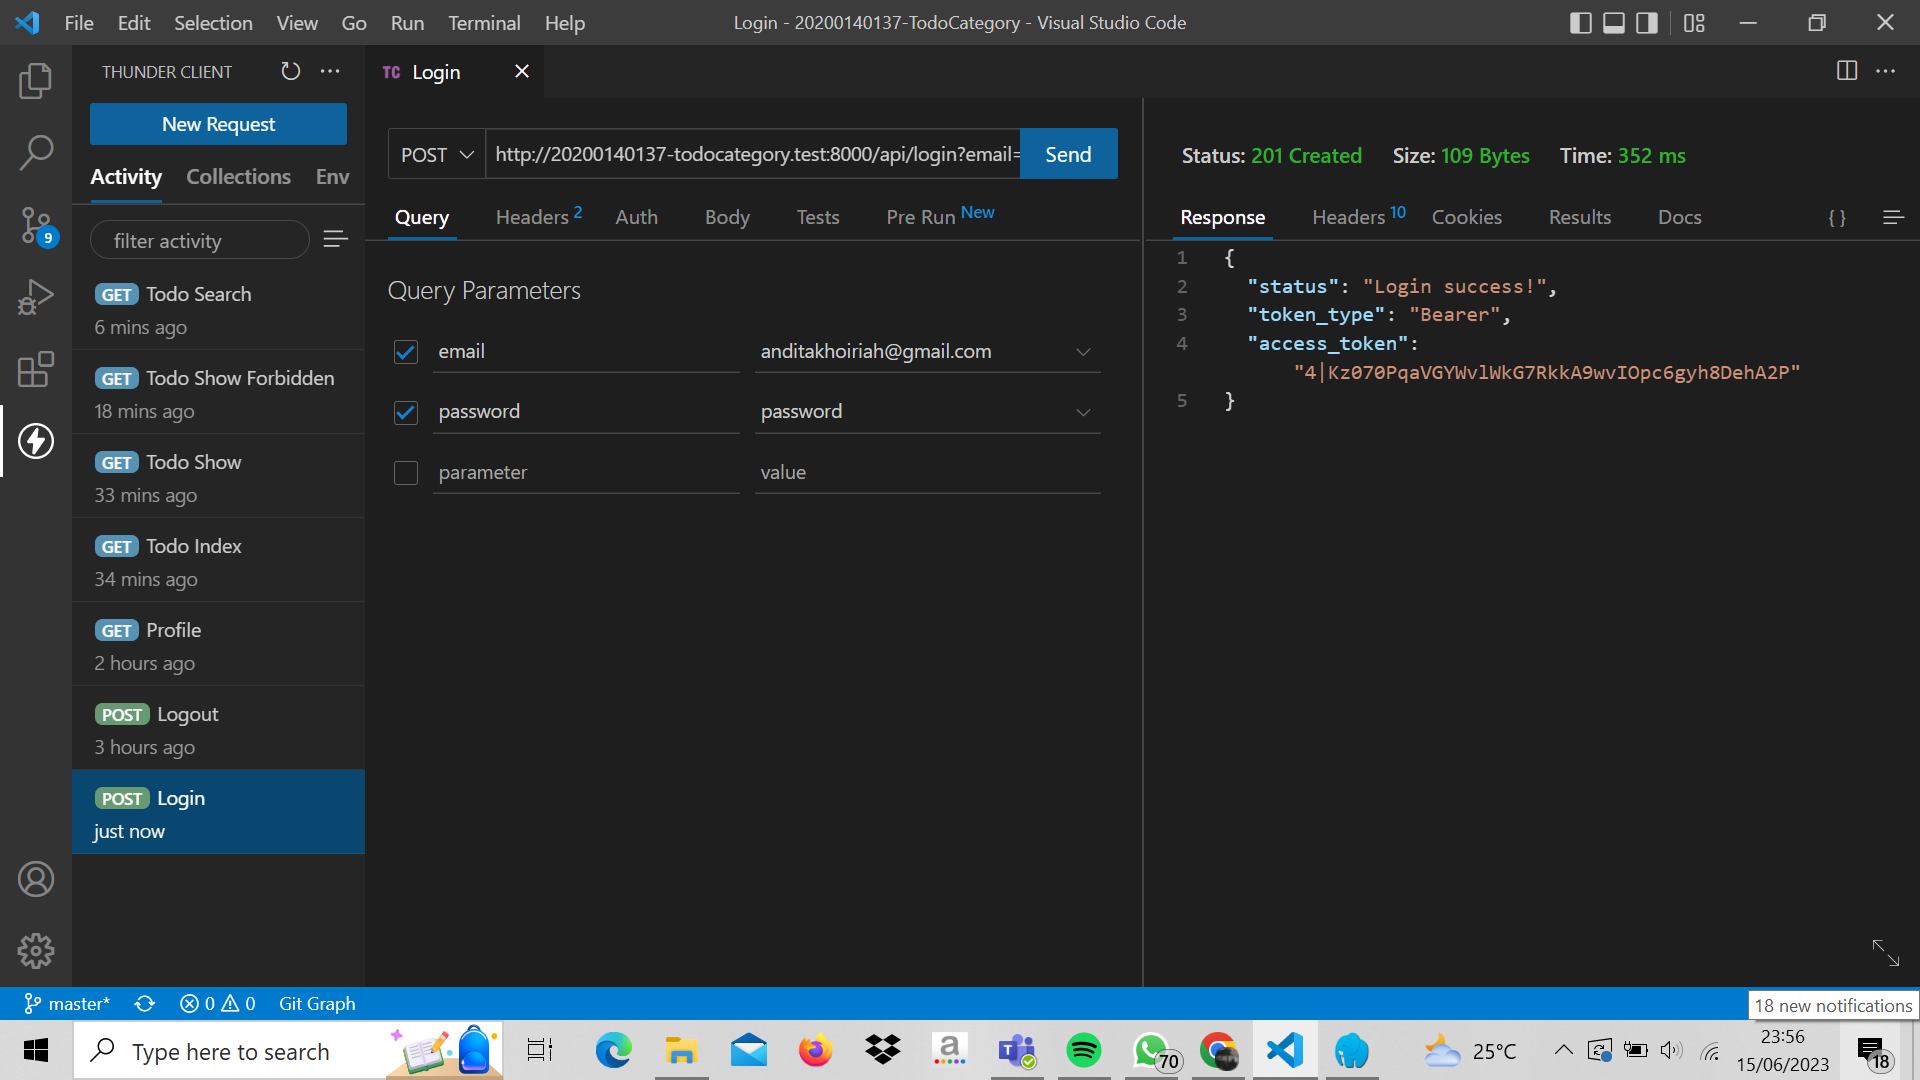 File Edit Selection View Go Run Terminal Help
Login - 20200140137-TodoCategory - Visual Studio Code
THUNDER CLIENT
New Request
Activity Collections Env
filter activity
GET Todo Search
6 mins ago
GET Todo Show Forbidden
18 mins ago
GET Todo Show
33 mins ago
GET Todo Index
34 mins ago
GET Profile
2 hours ago
POST Logout
3 hours ago
POST Login
just now
9
TC Login
POST http://20200140137-todocategory.test:8000/api/login?email= Send
Query Headers 2 Auth Body Tests Pre Run New
Query Parameters
email anditakhoiriah@gmail.com
password password
parameter value
Status: 201 Created Size: 109 Bytes Time: 352 ms
Response Headers 10 Cookies Results Docs { }
1 {
2 "status": "Login success!",
3 "token_type": "Bearer",
4 "access_token":
"4|Kz070PqaVGYWvlWkG7RkkA9wvIOpc6gyh8DehA2P"
5 }
master* 0 0 Git Graph
18 new notifications
Type here to search
a
70
25°C
23:56
15/06/2023
18